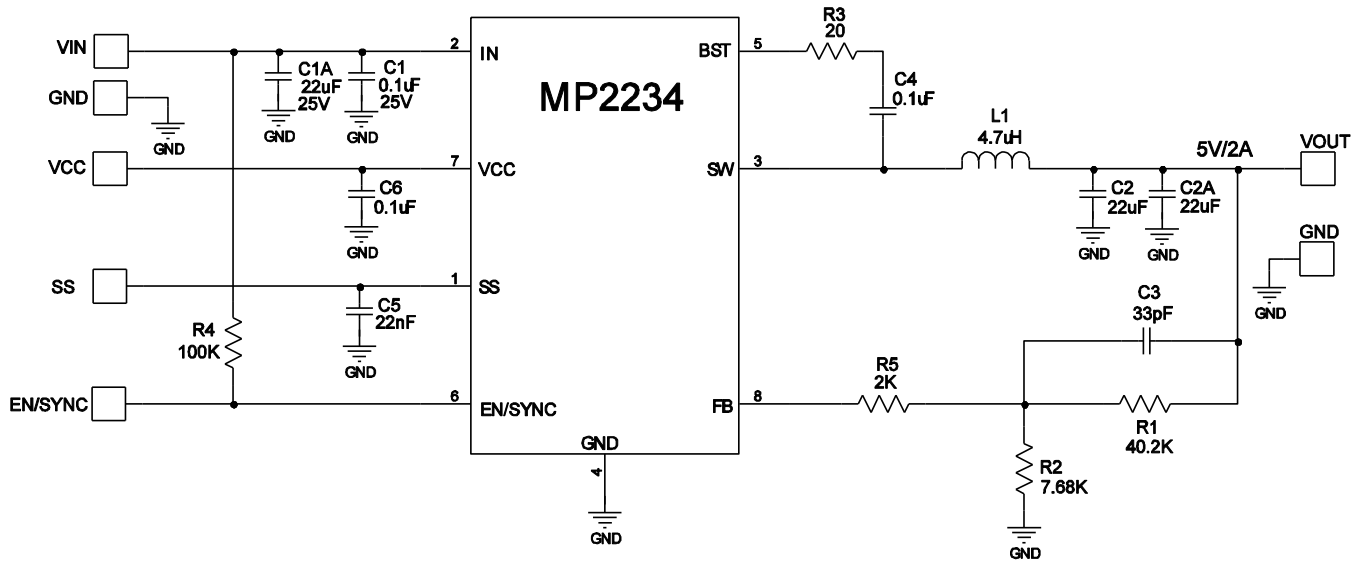 VIN
GND
GND
VCC
SS
EN/SYNC
C1A
22uF
25V
GND
C1
0.1uF
25V
GND
C6
0.1uF
GND
C5
22nF
GND
R4
100K
2
IN
7
VCC
1
SS
6
EN/SYNC
MP2234
GND
4
GND
BST
5
SW
3
FB
8
R3
20
C4
0.1uF
L1
4.7uH
C2
22uF
GND
C2A
22uF
GND
5V/2A
VOUT
GND
GND
C3
33pF
R5
2K
R1
40.2K
R2
7.68K
GND